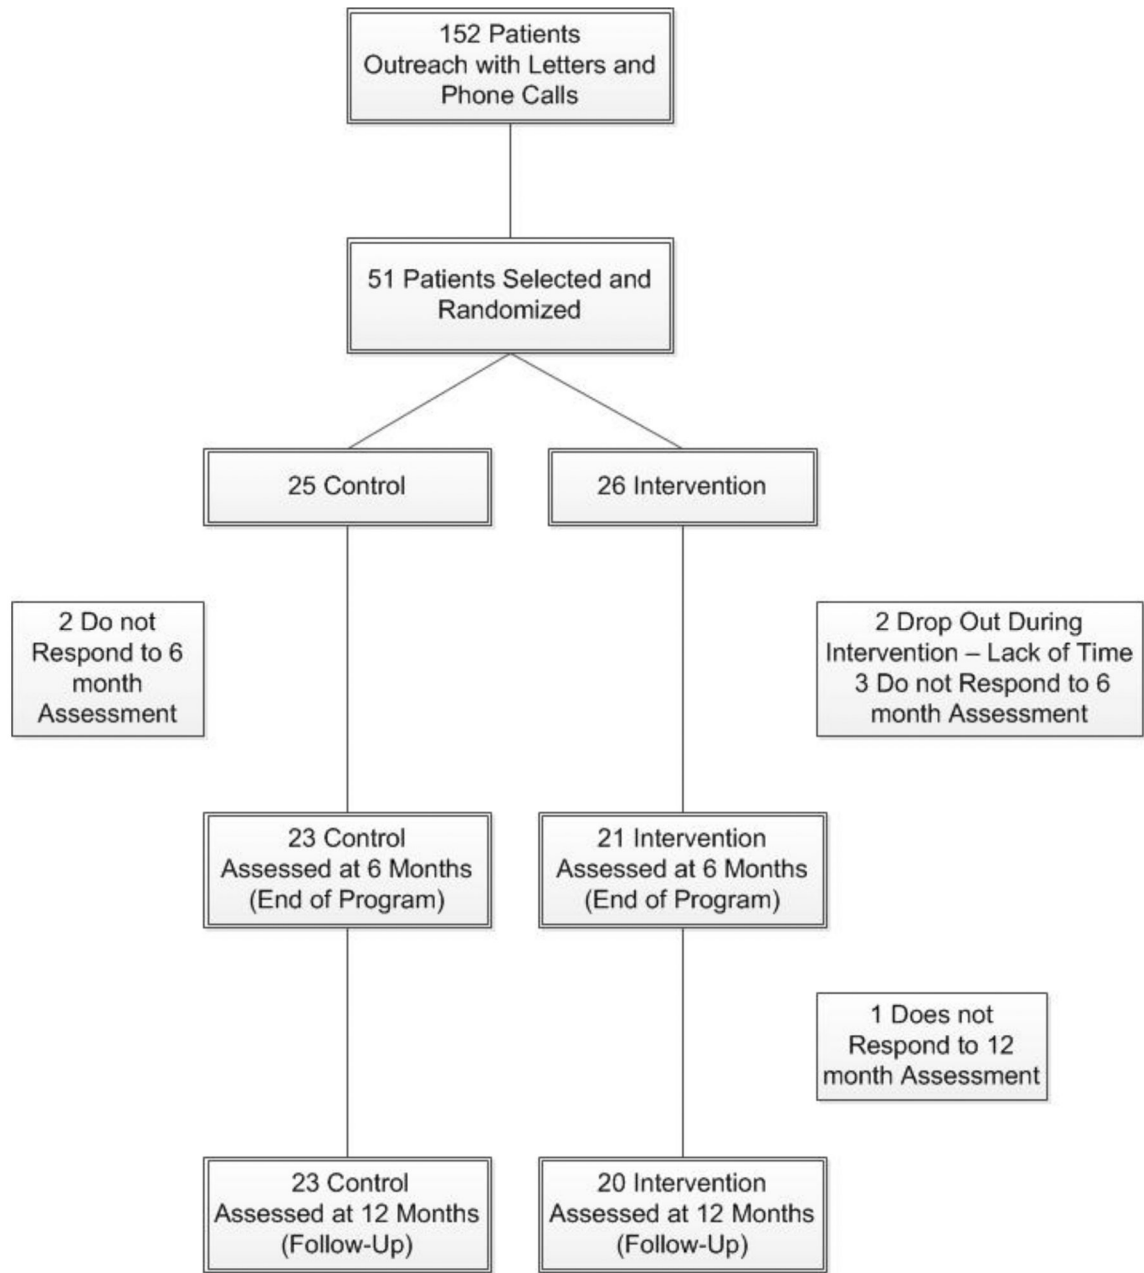 152 Patients
Outreach with Letters and
Phone Calls
51 Patients Selected and
Randomized
25 Control
26 Intervention
2 Do not
Respond to 6
month
Assessment
2 Drop Out During
Intervention – Lack of Time
3 Do not Respond to 6
month Assessment
23 Control
Assessed at 6 Months
(End of Program)
21 Intervention
Assessed at 6 Months
(End of Program)
1 Does not
Respond to 12
month Assessment
23 Control
Assessed at 12 Months
(Follow-Up)
20 Intervention
Assessed at 12 Months
(Follow-Up)